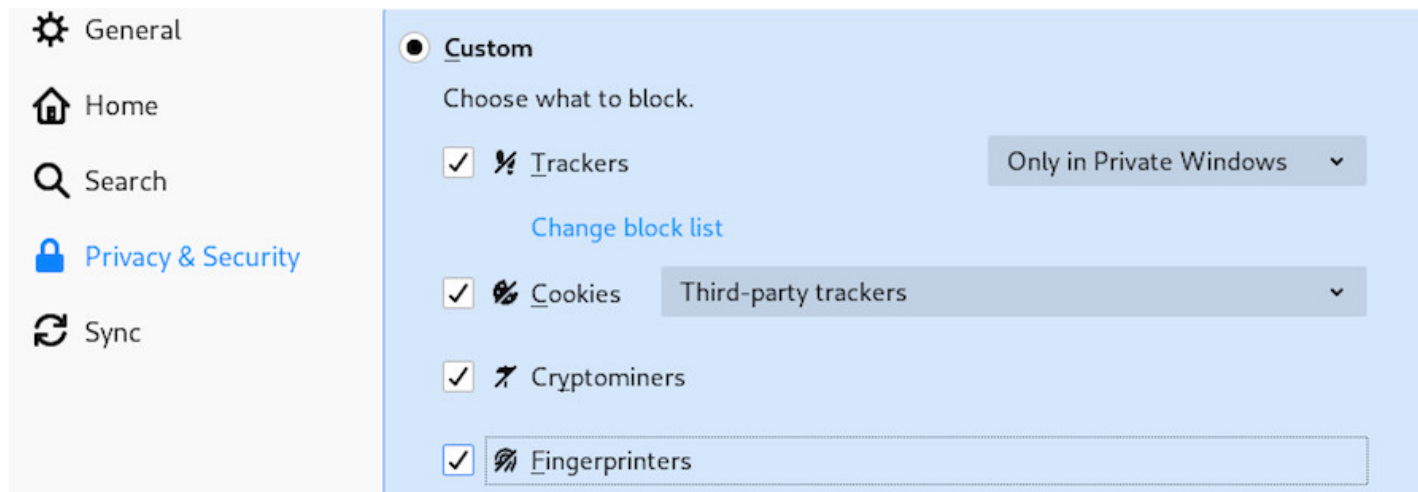 General
Home
Search
Privacy & Security
Sync
Custom
Choose what to block.
Trackers
Only in Private Windows
Change block list
Cookies
Third-party trackers
Cryptominers
Fingerprinters